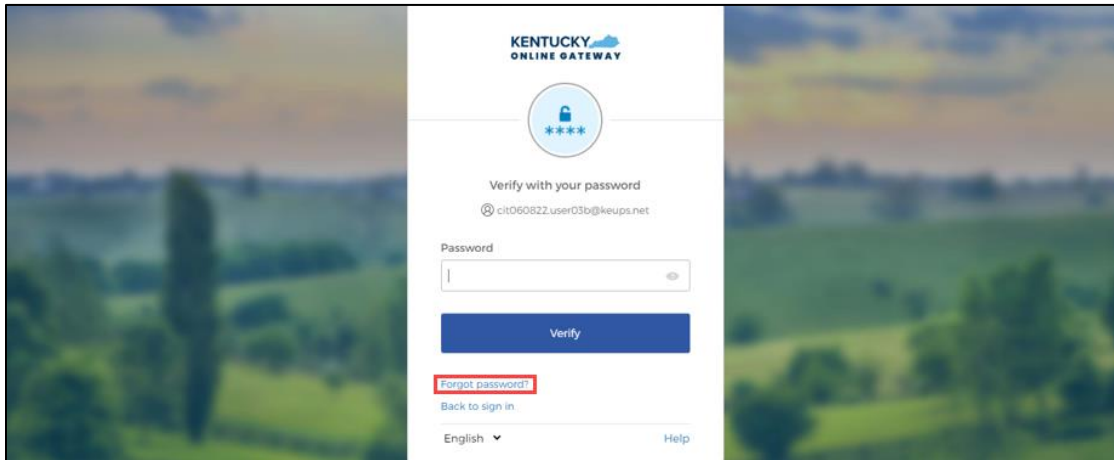 KENTUCKY
ONLINE GATEWAY
****
Verify with your password
cit060822.user03b@keups.net
Password
Verify
Forgot password?
Back to sign in
English
Help